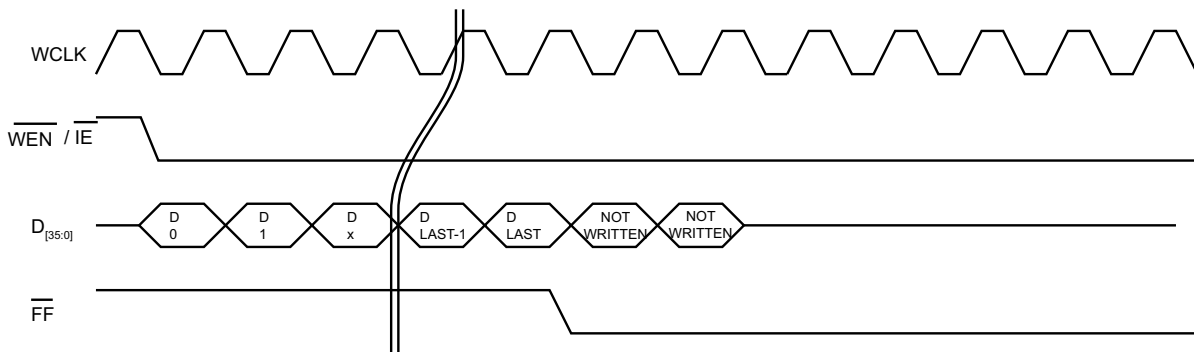 WCLK
WEN / IE
D[35:0]
D
0
D
1
D
x
D
LAST-1
D
LAST
NOT
WRITTEN
NOT
WRITTEN
FF